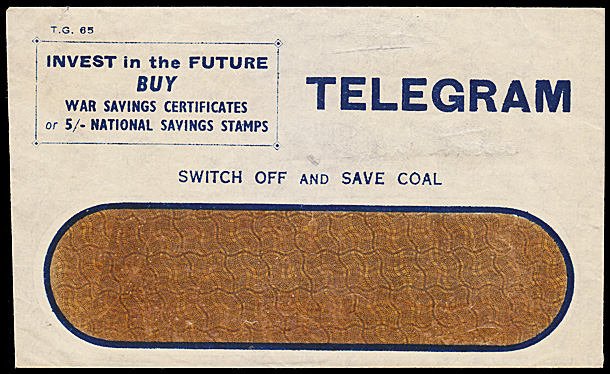 T.G. 65
INVEST in the FUTURE
BUY
WAR SAVINGS CERTIFICATES
or 5/- NATIONAL SAVINGS STAMPS
TELEGRAM
SWITCH OFF AND SAVE COAL